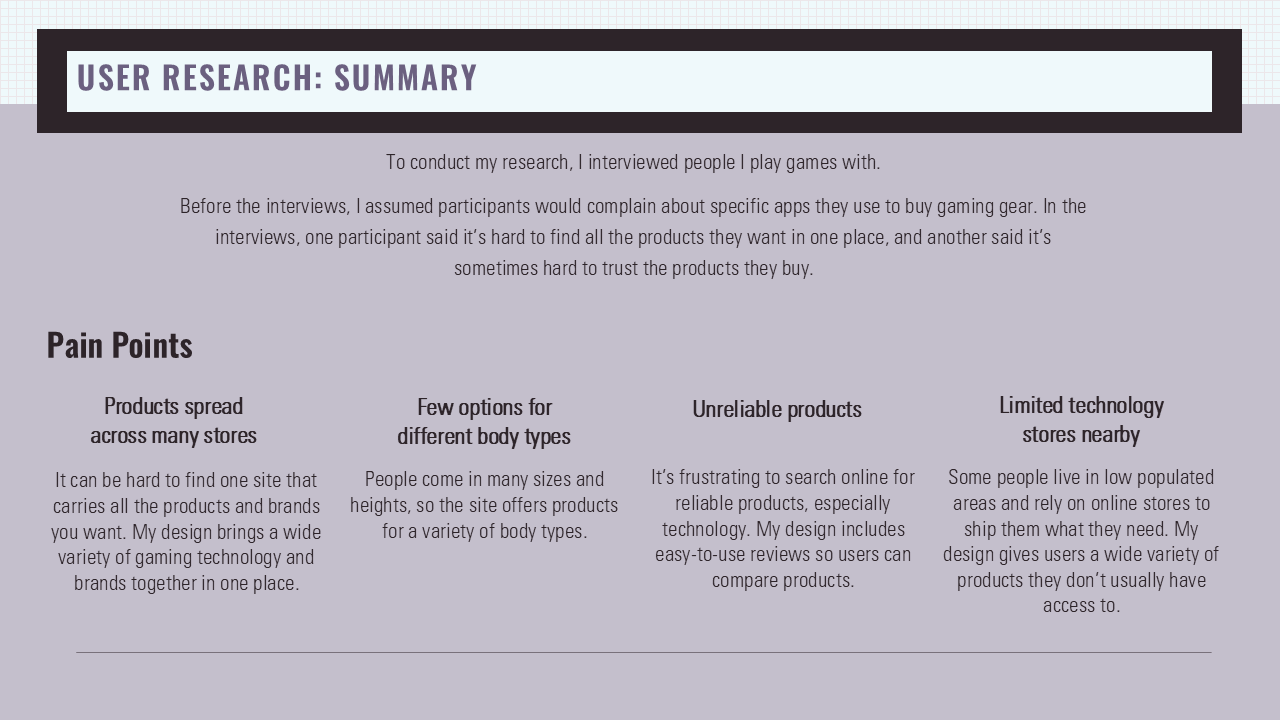 USER RESEARCH: SUMMARY
To conduct my research, I interviewed people I play games with.
Before the interviews, I assumed participants would complain about specific apps they use to buy gaming gear. In the
interviews, one participant said it’s hard to find all the products they want in one place, and another said it’s
sometimes hard to trust the products they buy.
Pain Points
Products spread
across many stores
It can be hard to find one site that
carries all the products and brands
you want. My design brings a wide
variety of gaming technology and
brands together in one place.
Few options for
different body types
People come in many sizes and
heights, so the site offers products
for a variety of body types.
Unreliable products
It’s frustrating to search online for
reliable products, especially
technology. My design includes
easy-to-use reviews so users can
compare products.
Limited technology
stores nearby
Some people live in low populated
areas and rely on online stores to
ship them what they need. My
design gives users a wide variety of
products they don’t usually have
access to.